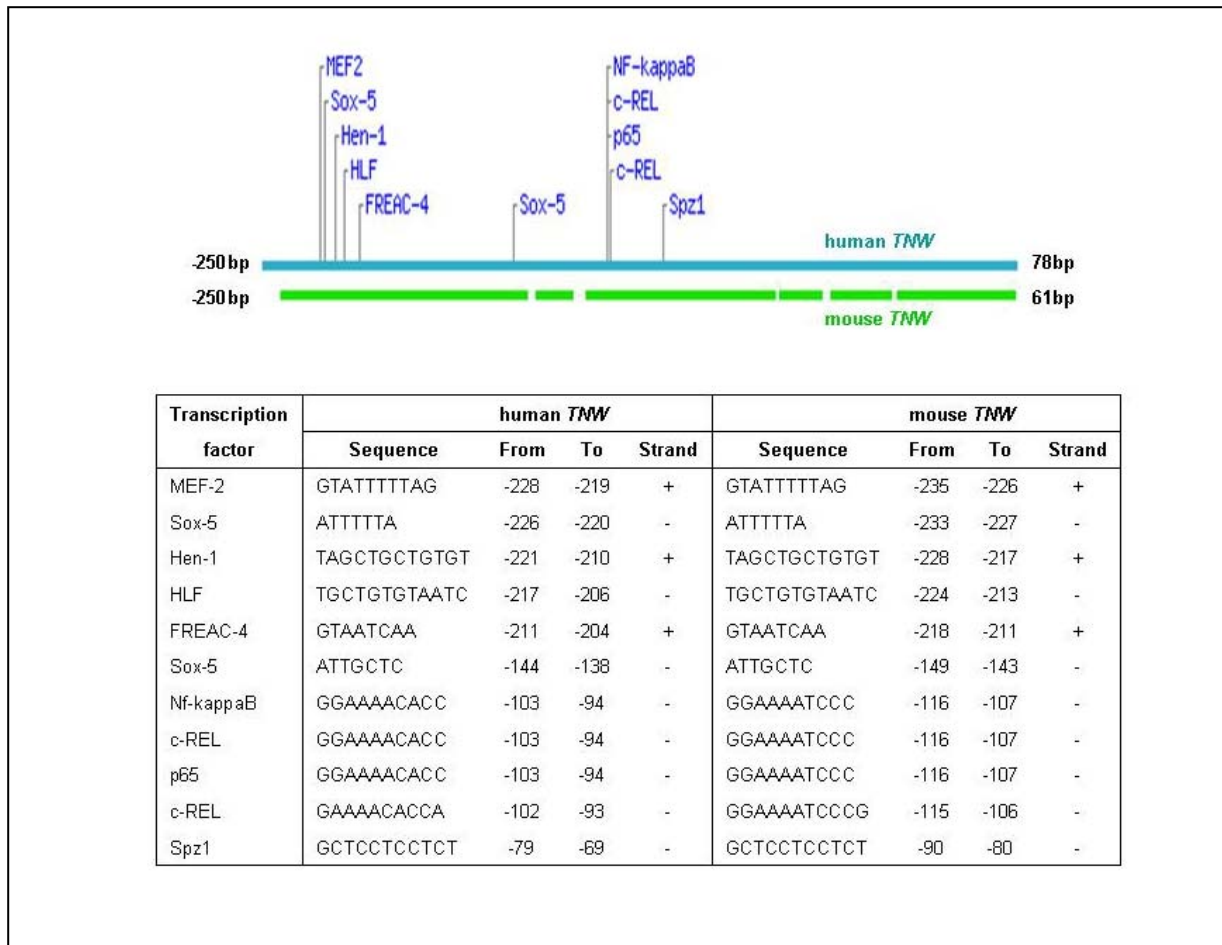 MEF2 NF-kappaB
Sox-5 c-REL
Hen-1 p65
HLF c-REL
FREAC-4 Sox-5 Spz1
human TNW
-250bp 78bp
-250bp 61bp
mouse TNW
Transcription factor human TNW mouse TNW
Sequence From To Strand Sequence From To Strand
MEF-2 GTATTTTTAG -228 -219 + GTATTTTTAG -235 -226 +
Sox-5 ATTTTTA -226 -220 - ATTTTTA -233 -227 -
Hen-1 TAGCTGCTGTGT -221 -210 + TAGCTGCTGTGT -228 -217 +
HLF TGCTGTGTAATC -217 -206 - TGCTGTGTAATC -224 -213 -
FREAC-4 GTAATCAA -211 -204 + GTAATCAA -218 -211 +
Sox-5 ATTGCTC -144 -138 - ATTGCTC -149 -143 -
Nf-kappaB GGAAAACACC -103 -94 - GGAAAATCCC -116 -107 -
c-REL GGAAAACACC -103 -94 - GGAAAATCCC -116 -107 -
p65 GGAAAACACC -103 -94 - GGAAAATCCC -116 -107 -
c-REL GAAAACACCA -102 -93 - GGAAAATCCCG -115 -106 -
Spz1 GCTCCTCCTCT -79 -69 - GCTCCTCCTCT -90 -80 -